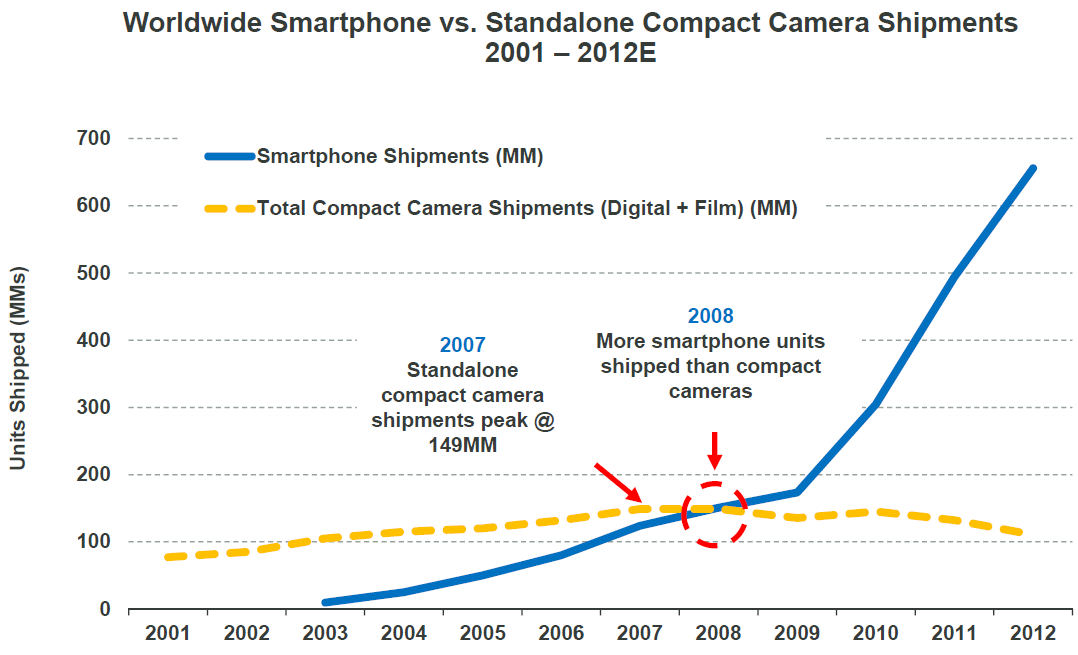 Worldwide Smartphone vs. Standalone Compact Camera Shipments
2001 – 2012E
700
600
500
400
300
200
100
0
Units Shipped (MMs)
Smartphone Shipments (MM)
Total Compact Camera Shipments (Digital + Film) (MM)
2007
Standalone
compact camera
shipments peak @
149MM
2008
More smartphone units
shipped than compact
cameras
2001 2002 2003 2004 2005 2006 2007 2008 2009 2010 2011 2012